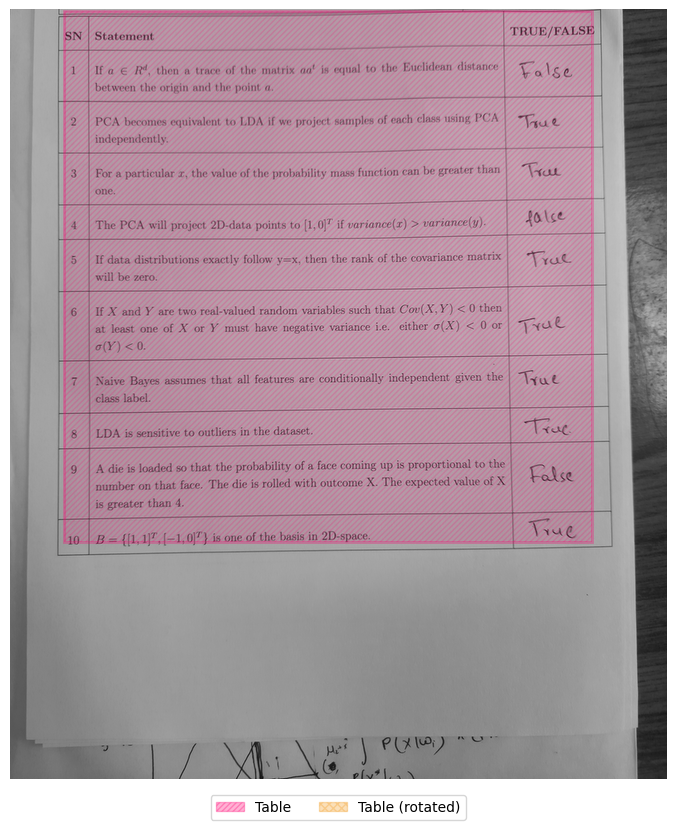 SN Statement TRUE/FALSE
1 If a ∈ R^d, then a trace of the matrix aa^t is equal to the Euclidean distance False
between the origin and the point a.
2 PCA becomes equivalent to LDA if we project samples of each class using PCA True
independently.
3 For a particular x, the value of the probability mass function can be greater than True
one.
4 The PCA will project 2D-data points to [1, 0]^T if variance(x) > variance(y). false
5 If data distributions exactly follow y=x, then the rank of the covariance matrix True
will be zero.
6 If X and Y are two real-valued random variables such that Cov(X, Y) < 0 then
at least one of X or Y must have negative variance i.e. either σ(X) < 0 or True
σ(Y) < 0.
7 Naive Bayes assumes that all features are conditionally independent given the True
class label.
8 LDA is sensitive to outliers in the dataset. True
9 A die is loaded so that the probability of a face coming up is proportional to the
number on that face. The die is rolled with outcome X. The expected value of X False
is greater than 4.
10 B = {[1, 1]^T, [−1, 0]^T} is one of the basis in 2D-space. True
P(x|ω_i)
Table Table (rotated)